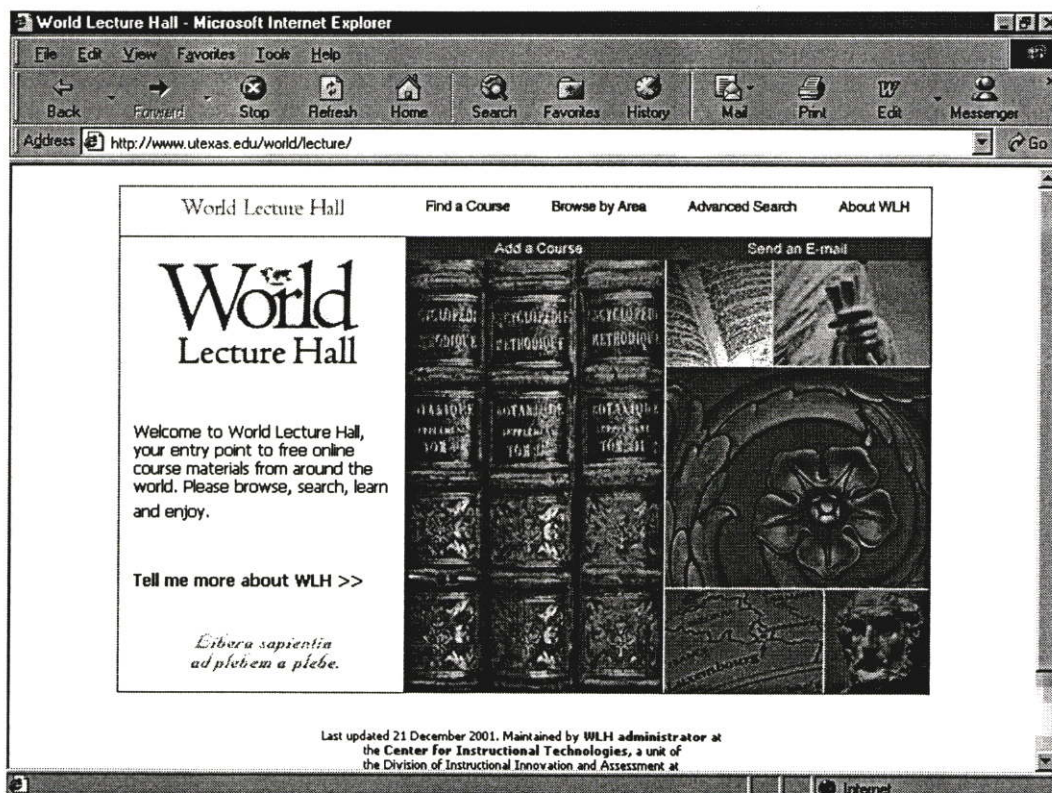 World Lecture Hall - Microsoft Internet Explorer
File Edit View Favorites Tools Help
Back Forward Stop Refresh Home Search Favorites History Mail Print Edit Messenger
Address http://www.utexas.edu/world/lecture/ Go
World Lecture Hall Find a Course Browse by Area Advanced Search About WLH
Add a Course Send an E-mail
World
Lecture Hall
METHODIQUE
BOTANIQUE
Welcome to World Lecture Hall,
your entry point to free online
course materials from around the
world. Please browse, search, learn
and enjoy.
Tell me more about WLH >>
Libera sapientia
ad plebem a plebe.
Last updated 21 December 2001. Maintained by WLH administrator at
the Center for Instructional Technologies, a unit of
the Division of Instructional Innovation and Assessment at
Internet